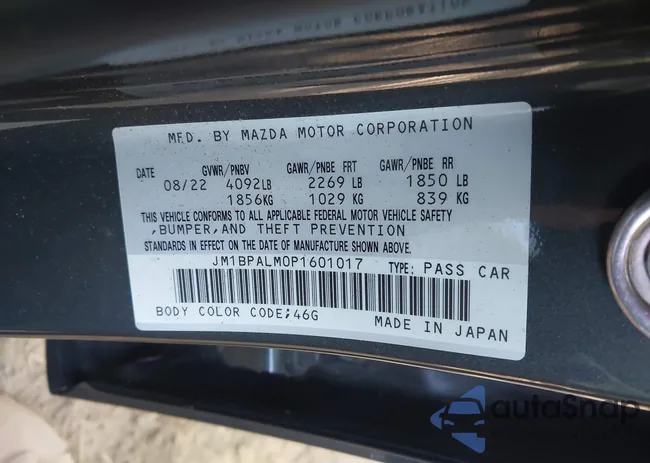 MFD. BY MAZDA MOTOR CORPORATION
DATE GVWR/PNBV GAWR/PNBE FRT GAWR/PNBE RR
08/22 4092LB 2269 LB 1850 LB
1856KG 1029 KG 839 KG
THIS VEHICLE CONFORMS TO ALL APPLICABLE FEDERAL MOTOR VEHICLE SAFETY
,BUMPER,AND THEFT PREVENTION
STANDARDS IN EFFECT ON THE DATE OF MANUFACTURE SHOWN ABOVE.
JM1BPALM0P1601017 TYPE: PASS CAR
BODY COLOR CODE;46G MADE IN JAPAN
autoSnap